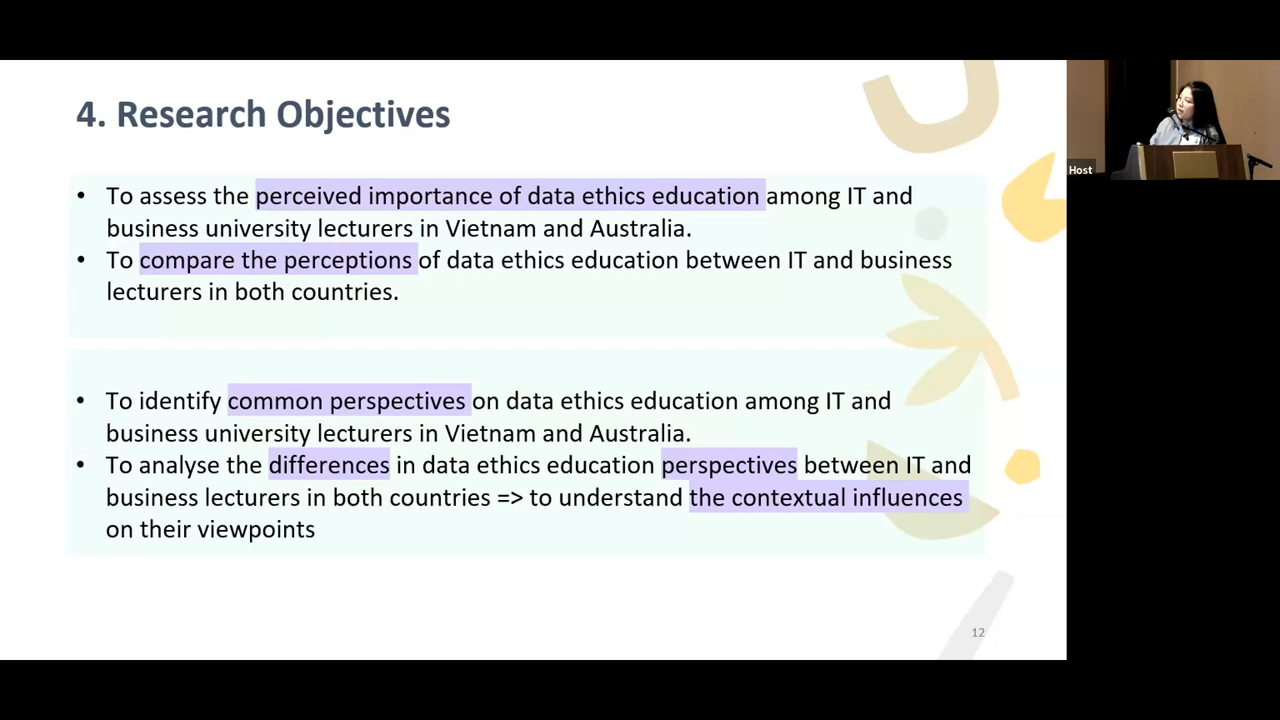 4. Research Objectives
• To assess the perceived importance of data ethics education among IT and
business university lecturers in Vietnam and Australia.
• To compare the perceptions of data ethics education between IT and business
lecturers in both countries.
• To identify common perspectives on data ethics education among IT and
business university lecturers in Vietnam and Australia.
• To analyse the differences in data ethics education perspectives between IT and
business lecturers in both countries => to understand the contextual influences
on their viewpoints
12
Host